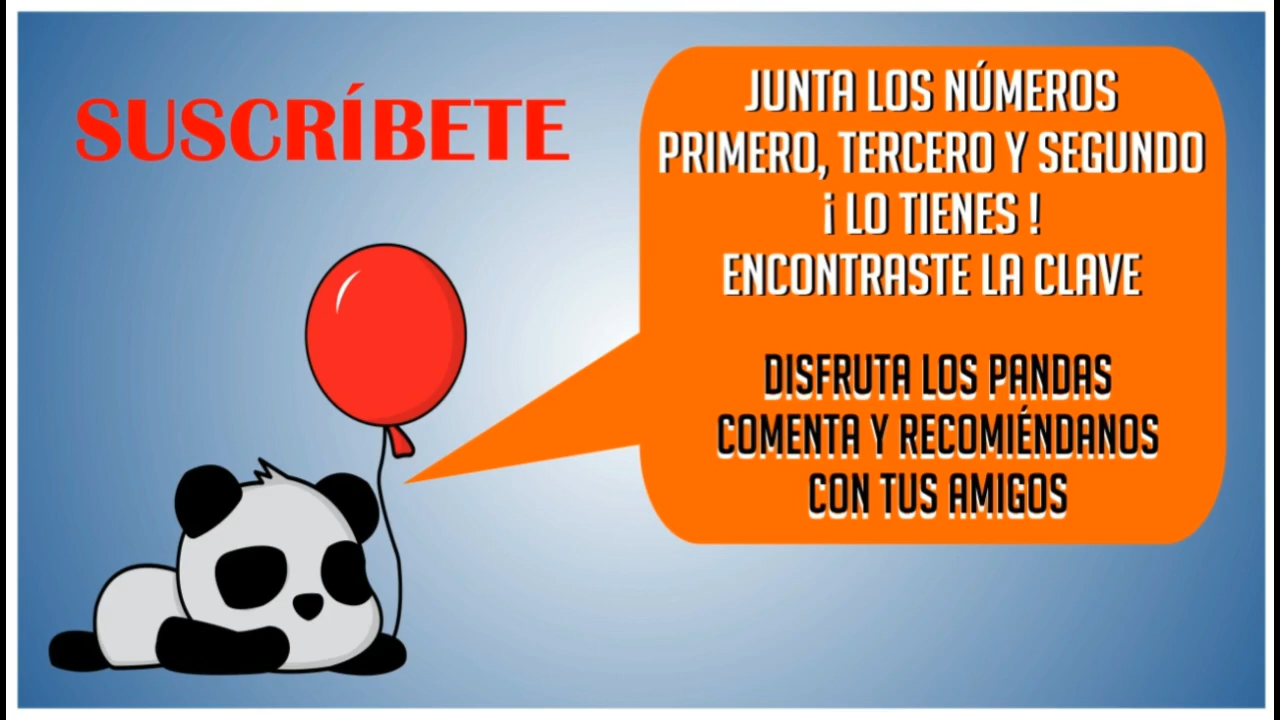 SUSCRÍBETE
JUNTA LOS NÚMEROS
PRIMERO, TERCERO Y SEGUNDO
¡ LO TIENES !
ENCONTRASTE LA CLAVE
DISFRUTA LOS PANDAS
COMENTA Y RECOMIÉNDANOS
CON TUS AMIGOS